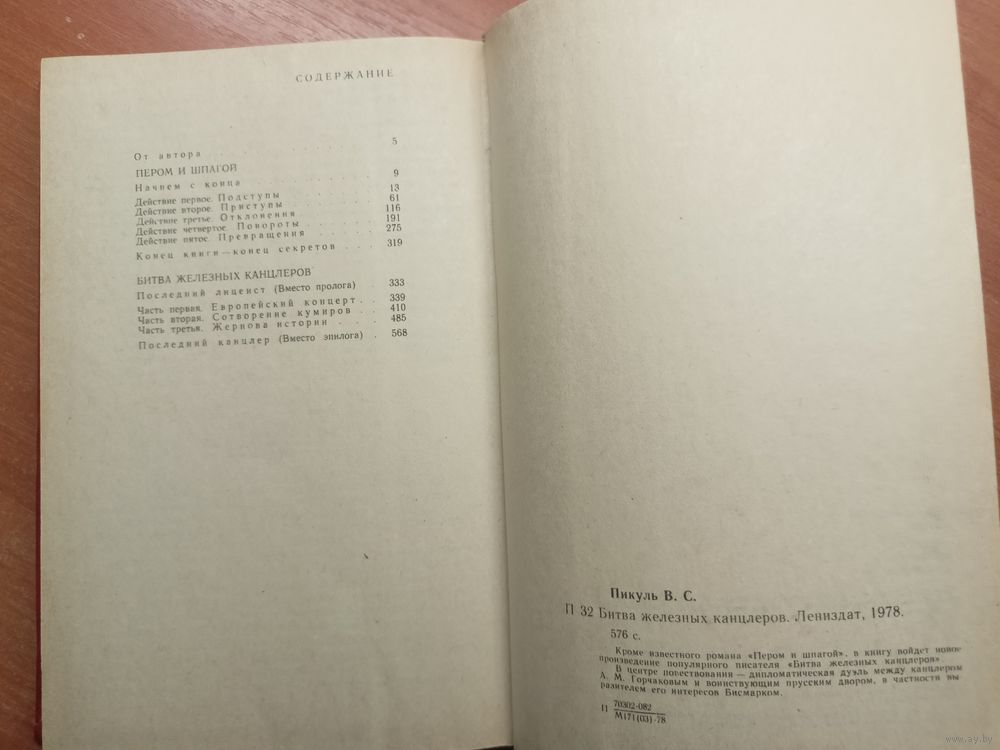 СОДЕРЖАНИЕ
От автора . . . . . . . . . . 5
ПЕРОМ И ШПАГОЙ
Начнем с конца . . . . . . . . . 9
Действие первое. Подступы . . . . . . 13
Действие второе. Приступы . . . . . . 61
Действие третье. Отклонения . . . . . 116
Действие четвертое. Повороты . . . . . 191
Действие пятое. Превращения . . . . . 275
Конец книги — конец секретов . . . 319
БИТВА ЖЕЛЕЗНЫХ КАНЦЛЕРОВ
Последний лицеист (Вместо пролога) . 333
Часть первая. Европейский концерт . . 339
Часть вторая. Сотворение кумиров . . 410
Часть третья. Жернова истории . . . 485
Последний канцлер (Вместо эпилога) . 568
Пикуль В. С.
П 32 Битва железных канцлеров. Лениздат, 1978.
576 с.
Кроме известного романа «Пером и шпагой», в книгу войдет новое
произведение популярного писателя «Битва железных канцлеров».
В центре повествования — дипломатическая дуэль между канцлером
А. М. Горчаковым и воинствующим прусским двором, в частности вы-
разителем его интересов Бисмарком.
П 70302-082
М171(03)-78
www.ay.by